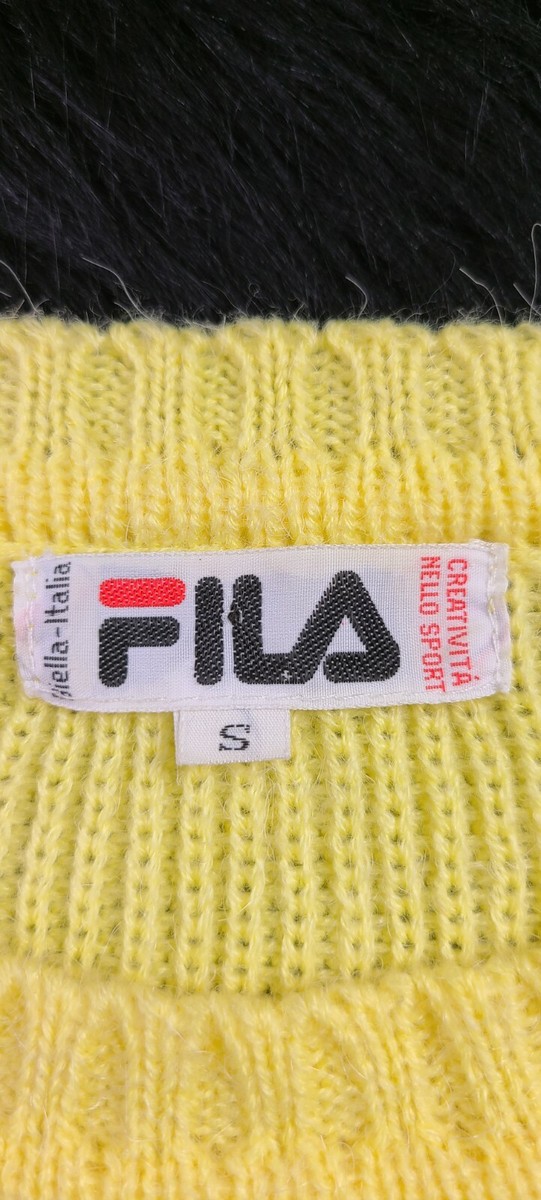 Biella-Italia
FILA
CREATIVITÁ
NELLO SPORT
S